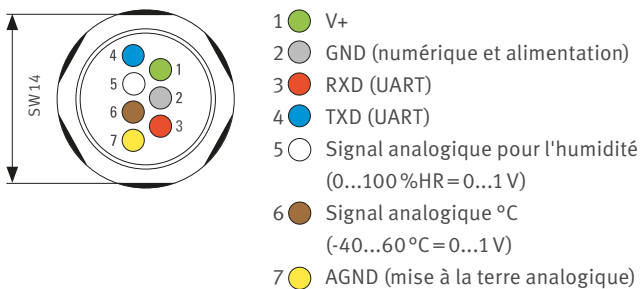 SW14
4
1
5
2
6
3
7
1 V+
2 GND (numérique et alimentation)
3 RXD (UART)
4 TXD (UART)
5 Signal analogique pour l'humidité
(0...100 %HR = 0...1 V)
6 Signal analogique °C
(-40...60 °C = 0...1 V)
7 AGND (mise à la terre analogique)